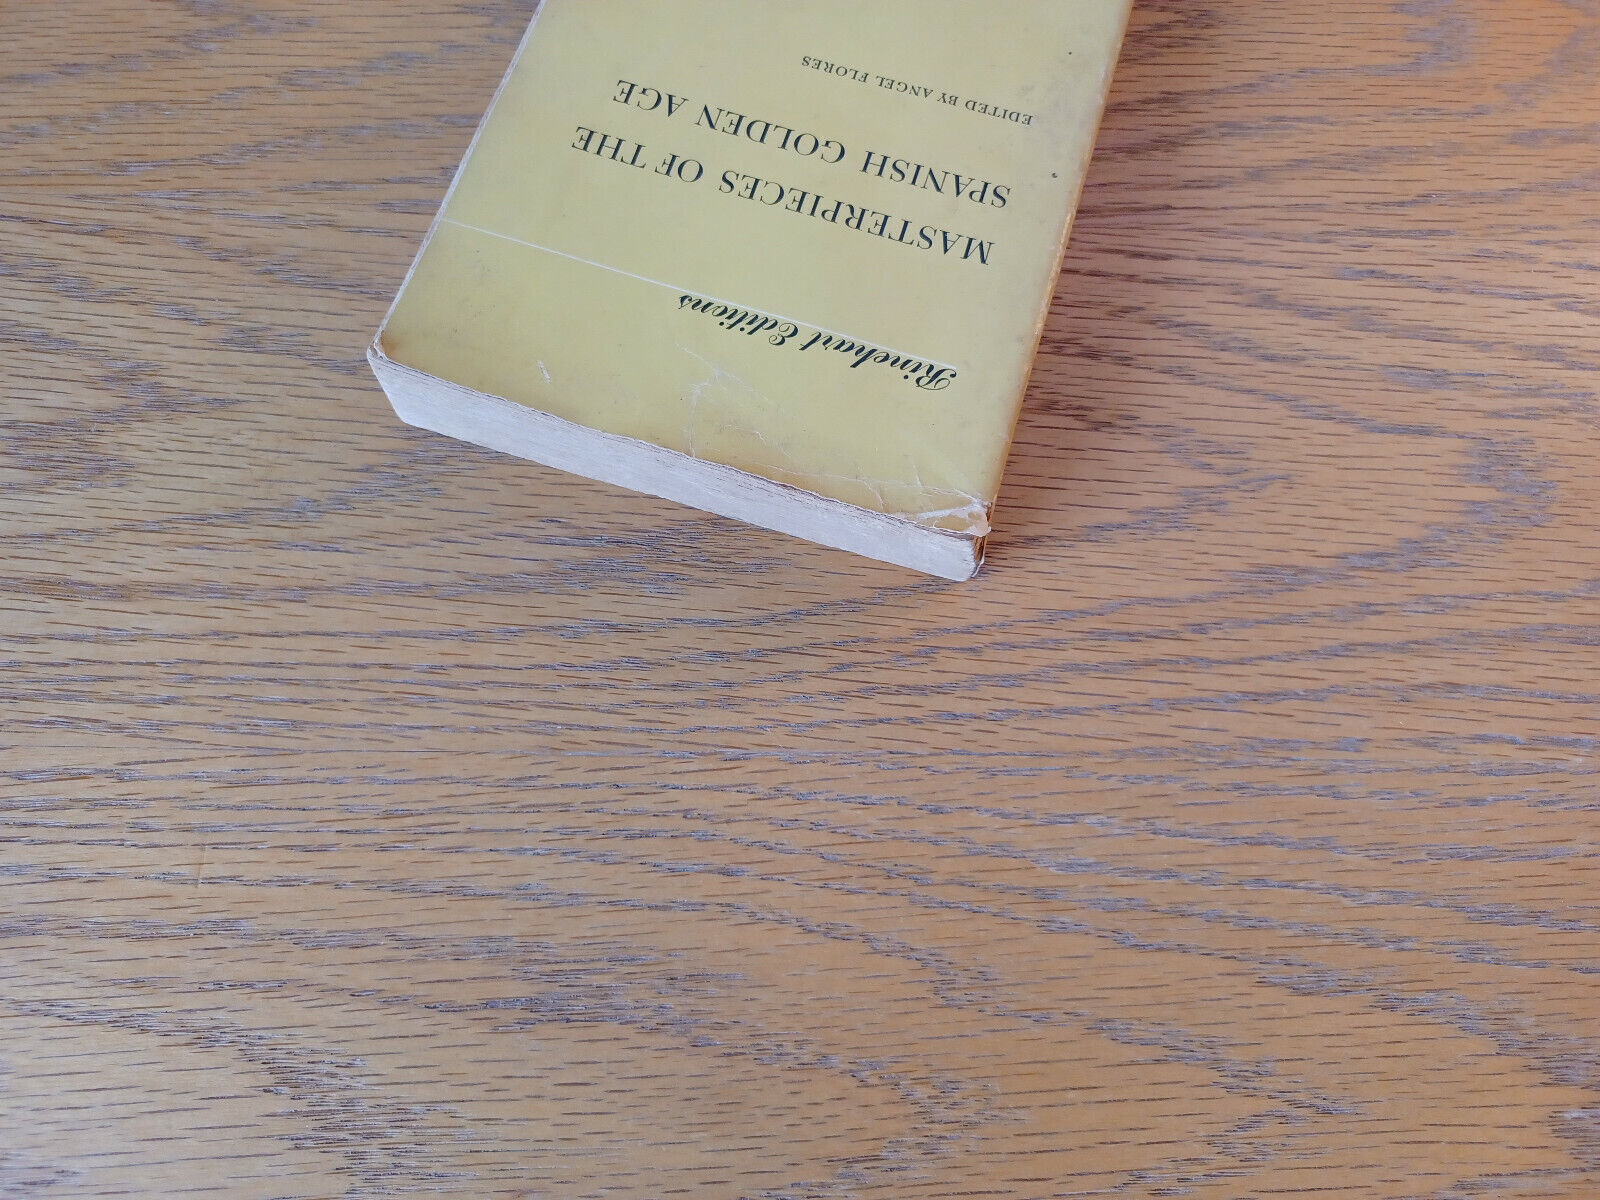 Rinehart Editions
MASTERPIECES OF THE
SPANISH GOLDEN AGE
EDITED BY ANGEL FLORES